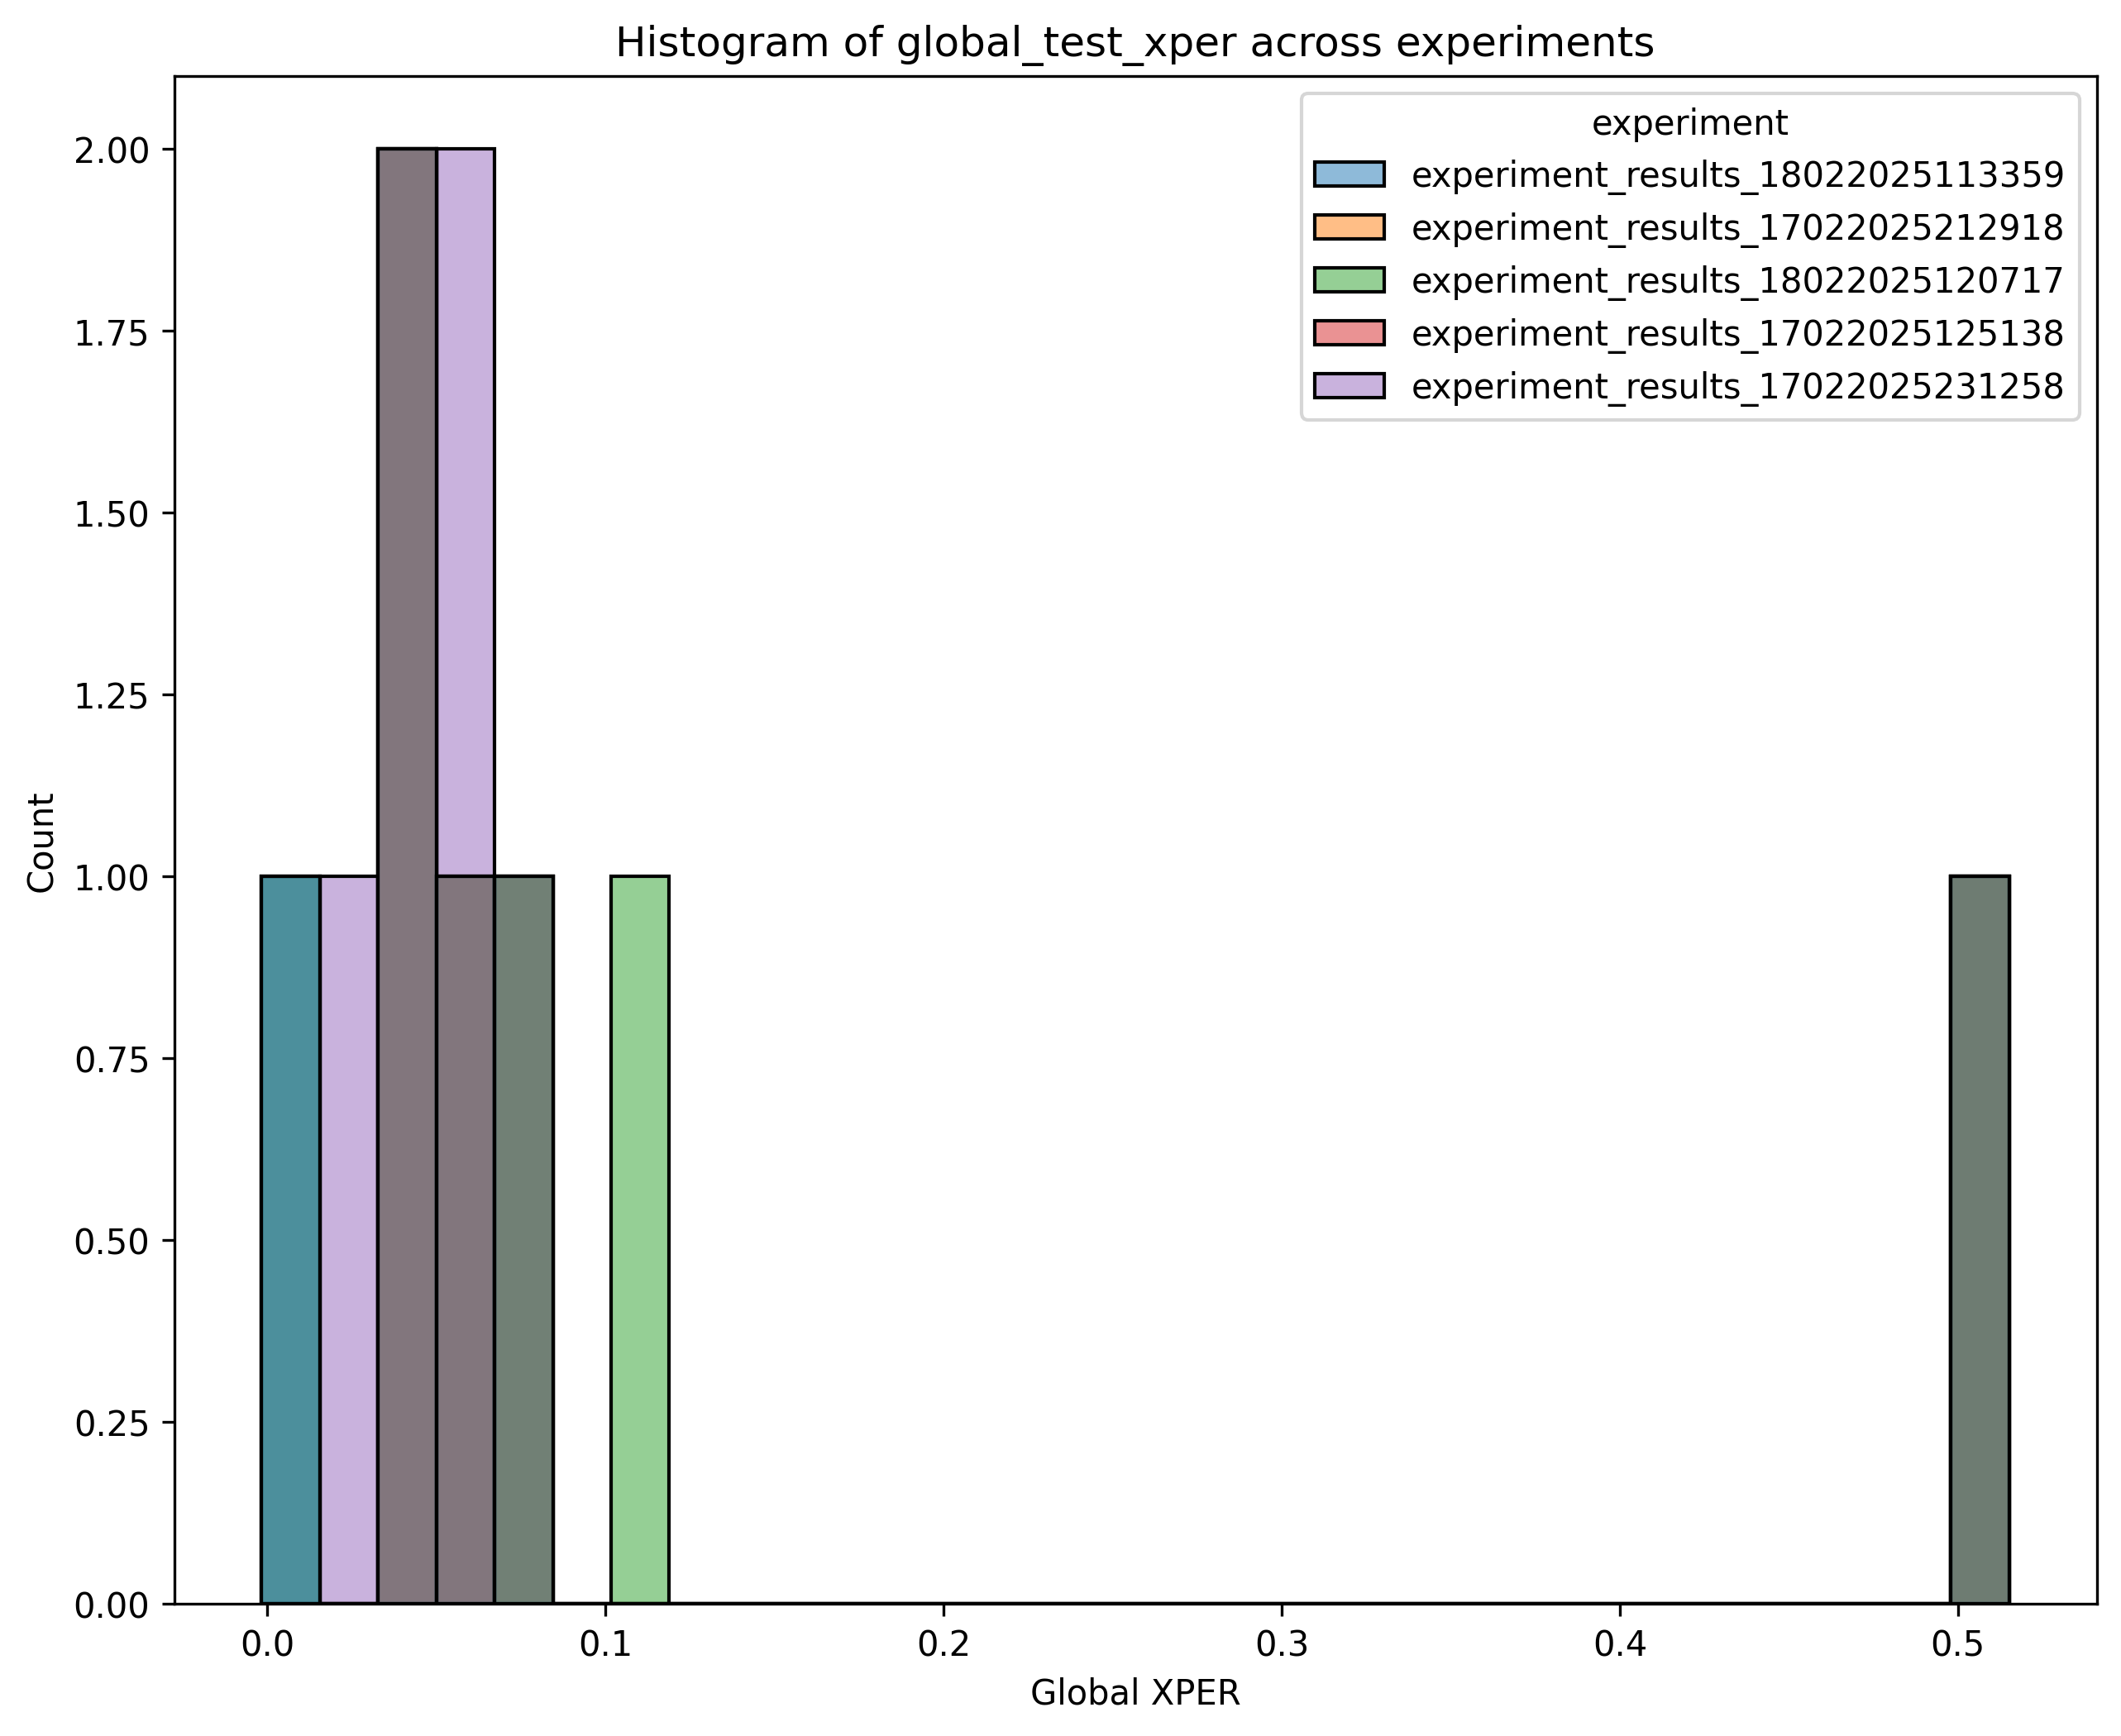 Histogram of global_test_xper across experiments
experiment
experiment_results_18022025113359
experiment_results_17022025212918
experiment_results_18022025120717
experiment_results_17022025125138
experiment_results_17022025231258
2.00
1.75
1.50
1.25
1.00
0.75
0.50
0.25
0.00
Count
0.0 0.1 0.2 0.3 0.4 0.5
Global XPER